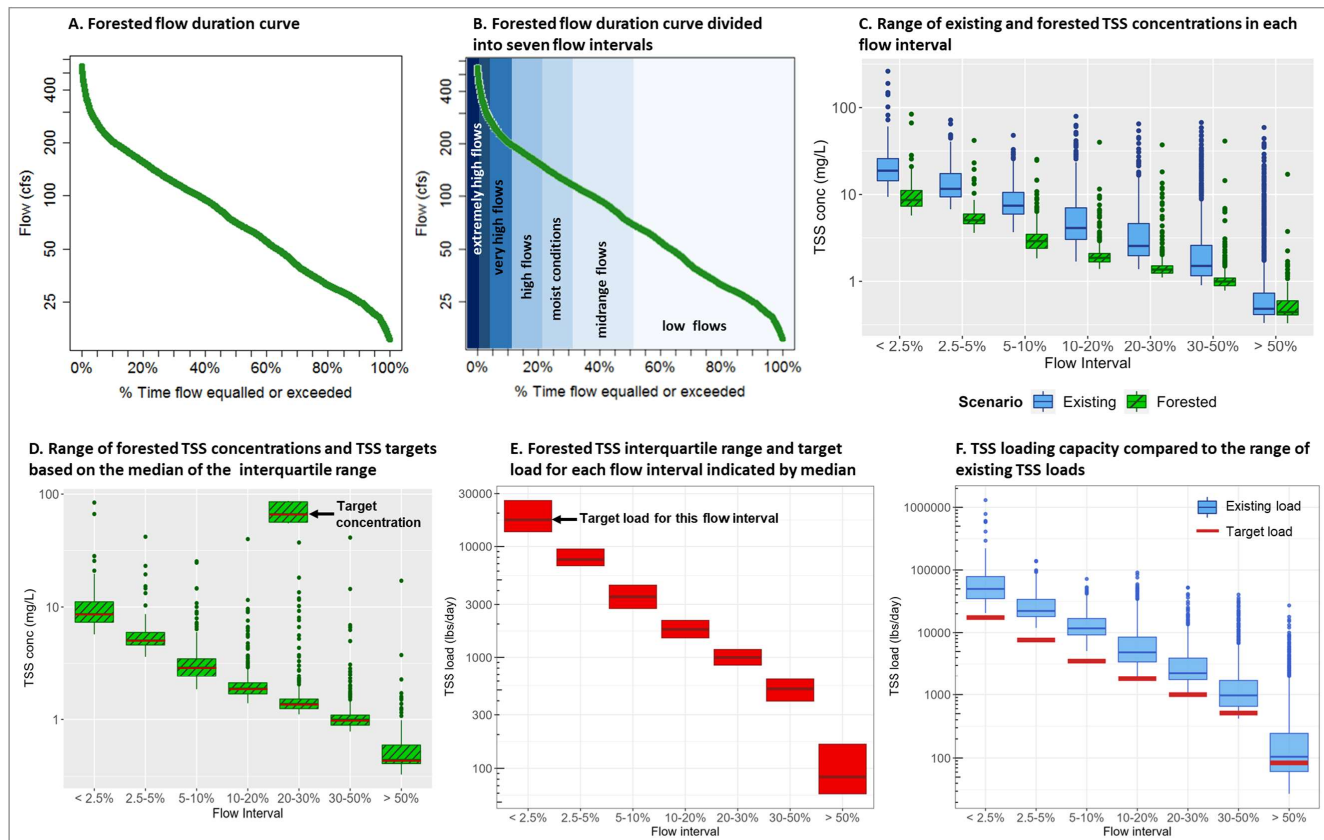 A. Forested flow duration curve
400
200
100
50
25
Flow (cfs)
0%
20%
40%
60%
80%
100%
% Time flow equalled or exceeded
B. Forested flow duration curve divided
into seven flow intervals
400
200
100
50
25
Flow (cfs)
extremely high flows
very high flows
high flows
moist conditions
midrange flows
low flows
0%
20%
40%
60%
80%
100%
% Time flow equalled or exceeded
C. Range of existing and forested TSS concentrations in each
flow interval
100
10
1
TSS conc (mg/L)
< 2.5%
2.5-5%
5-10%
10-20%
20-30%
30-50%
> 50%
Flow Interval
Scenario
Existing
Forested
D. Range of forested TSS concentrations and TSS targets
based on the median of the interquartile range
100
10
1
TSS conc (mg/L)
Target
concentration
< 2.5%
2.5-5%
5-10%
10-20%
20-30%
30-50%
> 50%
Flow Interval
E. Forested TSS interquartile range and target
load for each flow interval indicated by median
30000
10000
3000
1000
300
100
TSS load (lbs/day)
Target load for this flow interval
< 2.5%
2.5-5%
5-10%
10-20%
20-30%
30-50%
> 50%
Flow interval
F. TSS loading capacity compared to the range of
existing TSS loads
1000000
100000
10000
1000
100
TSS load (lbs/day)
Existing load
Target load
< 2.5%
2.5-5%
5-10%
10-20%
20-30%
30-50%
> 50%
Flow interval